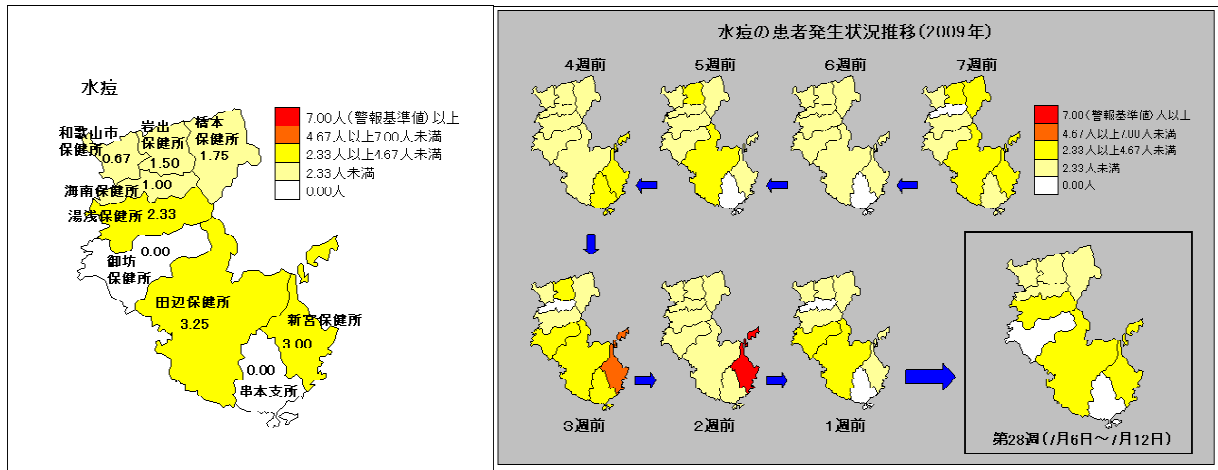 水痘
7.00人(警報基準値)以上
4.67人以上7.00人未満
2.33人以上4.67人未満
2.33人未満
0.00人
和歌山市
保健所
0.67
岩出
保健所
1.50
橋本
保健所
1.75
1.00
海南保健所
湯浅保健所 2.33
0.00
御坊
保健所
田辺保健所
3.25
新宮保健所
3.00
0.00
串本支所
水痘の患者発生状況推移(2009年)
4週前
5週前
6週前
7週前
7.00(警報基準値)人以上
4.67人以上7.00人未満
2.33人以上4.67人未満
2.33人未満
0.00人
3週前
2週前
1週前
第28週(7月6日～7月12日)